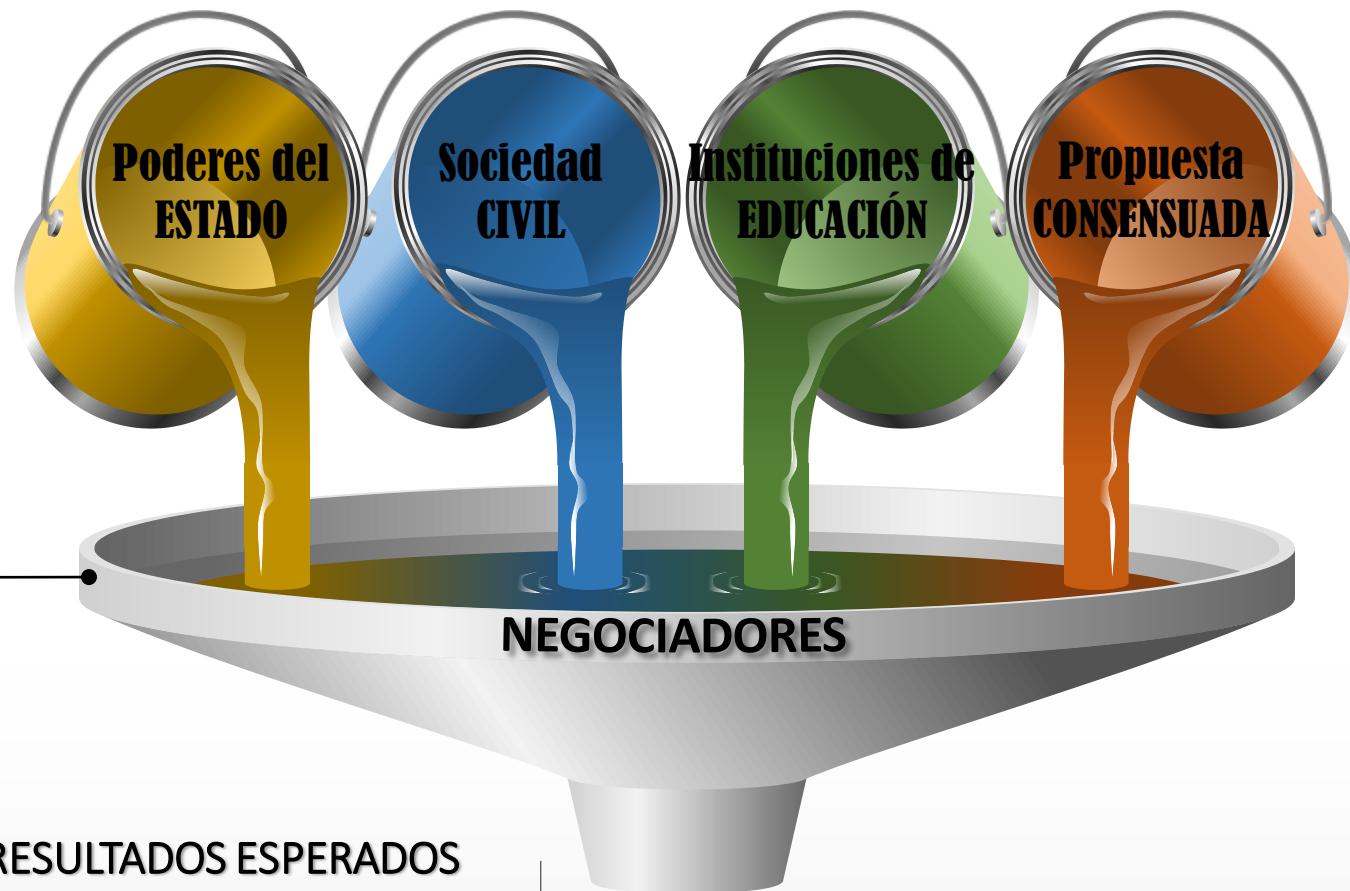 Poderes del
ESTADO
Sociedad
CIVIL
Instituciones de
EDUCACIÓN
Propuesta
CONSENSUADA
NEGOCIADORES
RESULTADOS ESPERADOS